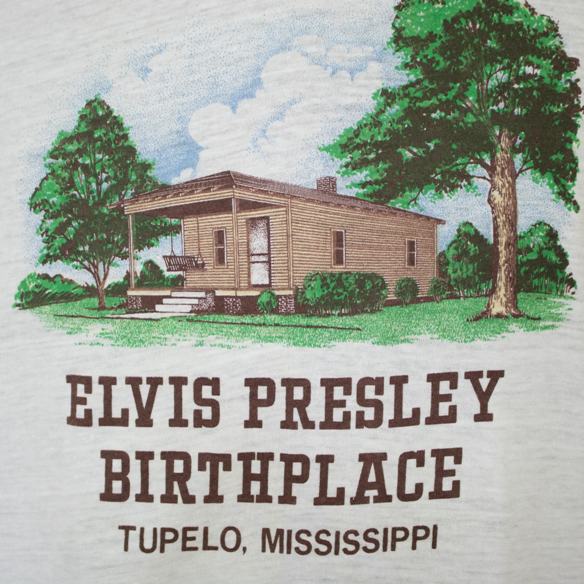 ELVIS PRESLEY
BIRTHPLACE
TUPELO, MISSISSIPPI